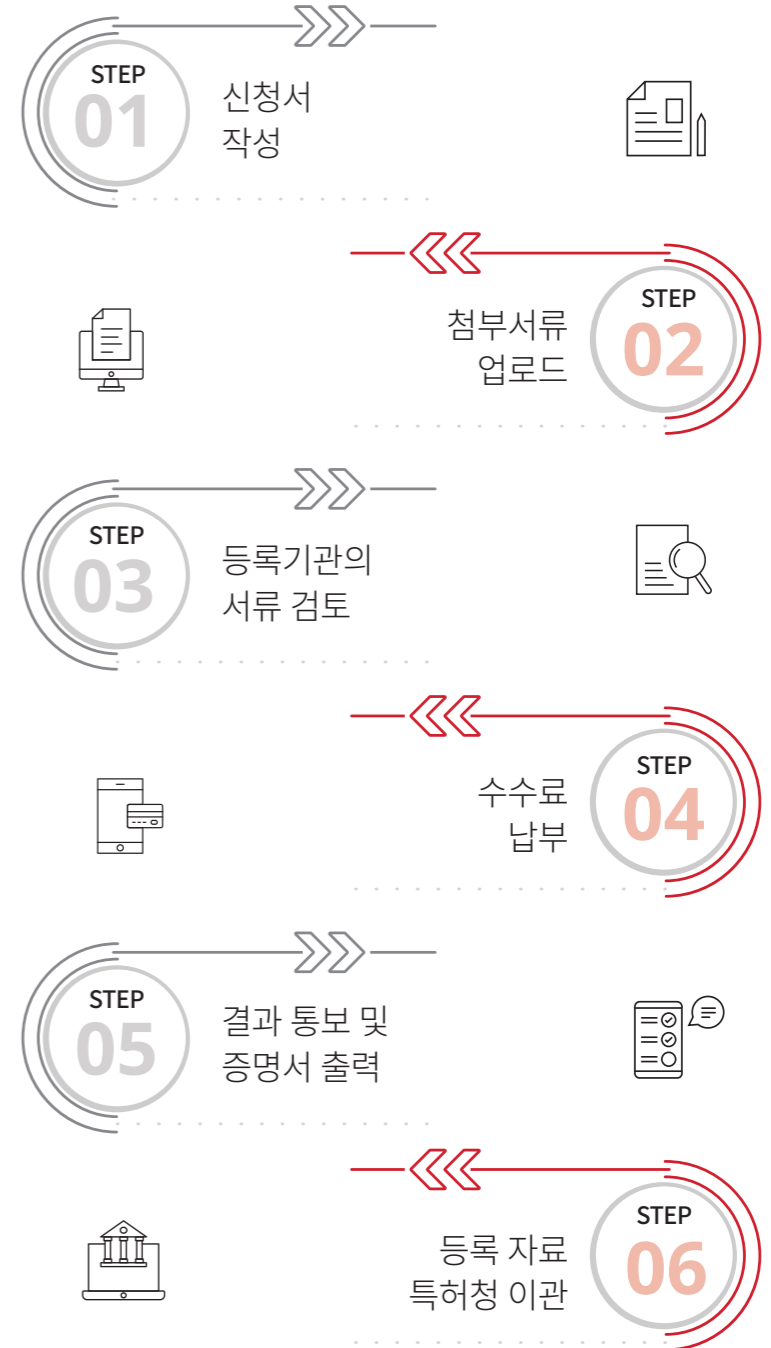 STEP
01
신청서
작성
STEP
02
첨부서류
업로드
STEP
03
등록기관의
서류 검토
STEP
04
수수료
납부
STEP
05
결과 통보 및
증명서 출력
STEP
06
등록 자료
특허청 이관